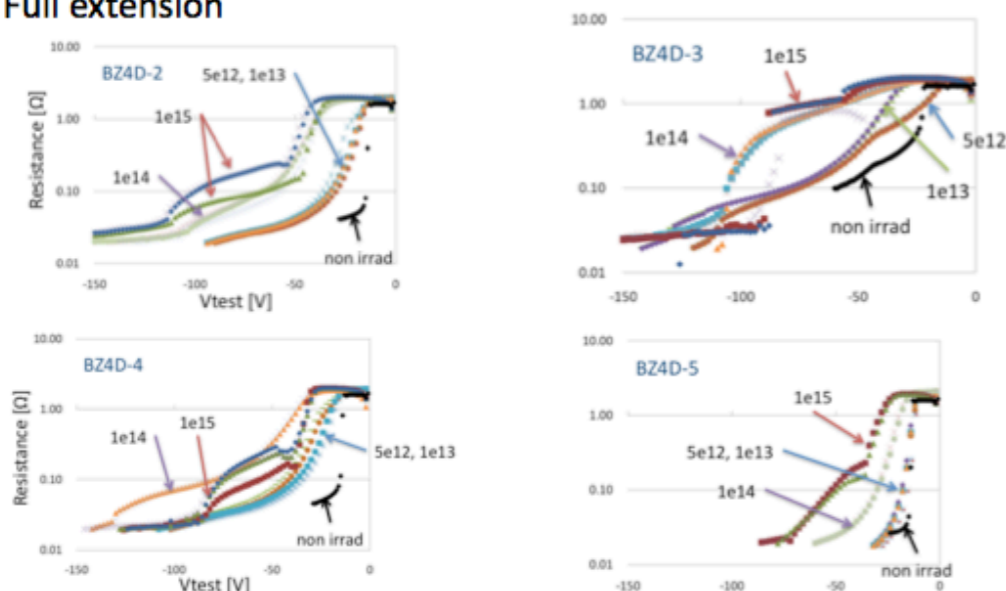 Full extension
BZ4D-2
Resistance [Ω]
10.00
1.00
0.10
0.01
5e12, 1e13
1e15
1e14
non irrad
-150
-100
-50
0
Vtest [V]
BZ4D-3
10.00
1.00
0.10
0.01
1e15
1e14
5e12
1e13
non irrad
-150
-100
-50
0
BZ4D-4
Resistance [Ω]
10.00
1.00
0.10
0.01
1e15
1e14
5e12, 1e13
non irrad
-150
-100
-50
0
Vtest [V]
BZ4D-5
10.00
1.00
0.10
0.01
1e15
5e12, 1e13
1e14
non irrad
-150
-100
-50
0